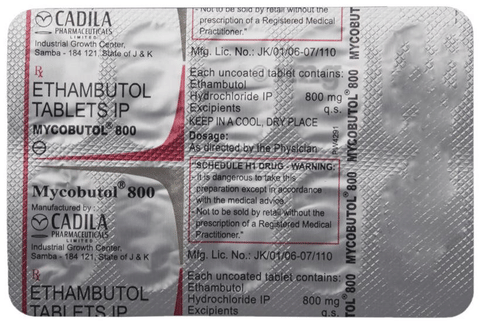 CADILA
PHARMACEUTICALS
LIMITED
Industrial Growth Center,
Samba - 184 121, State of J & K
Rx
ETHAMBUTOL
TABLETS IP
MYCOBUTOL® 800
Mycobutol® 800
Manufactured by :
CADILA
PHARMACEUTICALS
LIMITED
Industrial Growth Center,
Samba - 184 121, State of J & K
Rx
ETHAMBUTOL
TABLETS IP
- Not to be sold by retail without the
prescription of a Registered Medical
Practitioner."
Mfg. Lic. No.: JK/01/06-07/110
Each uncoated tablet contains:
Ethambutol
Hydrochloride IP 800 mg
Excipients q.s.
KEEP IN A COOL, DRY PLACE
Dosage:
As directed by the Physician
"SCHEDULE H1 DRUG - WARNING:
- It is dangerous to take this
preparation except in accordance
with the medical advice.
- Not to be sold by retail without the
prescription of a Registered Medical
Practitioner."
Mfg. Lic. No.: JK/01/06-07/110
Each uncoated tablet contains:
Ethambutol
Hydrochloride IP 800 mg
Excipients q.s.
MYCOBUTOL® 800
MYCOBUTOL® 800